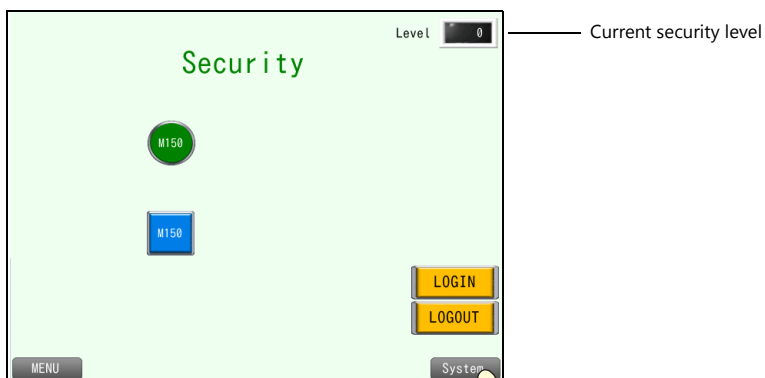 Level 0
Current security level
Security
M150
M150
LOGIN
LOGOUT
MENU
System